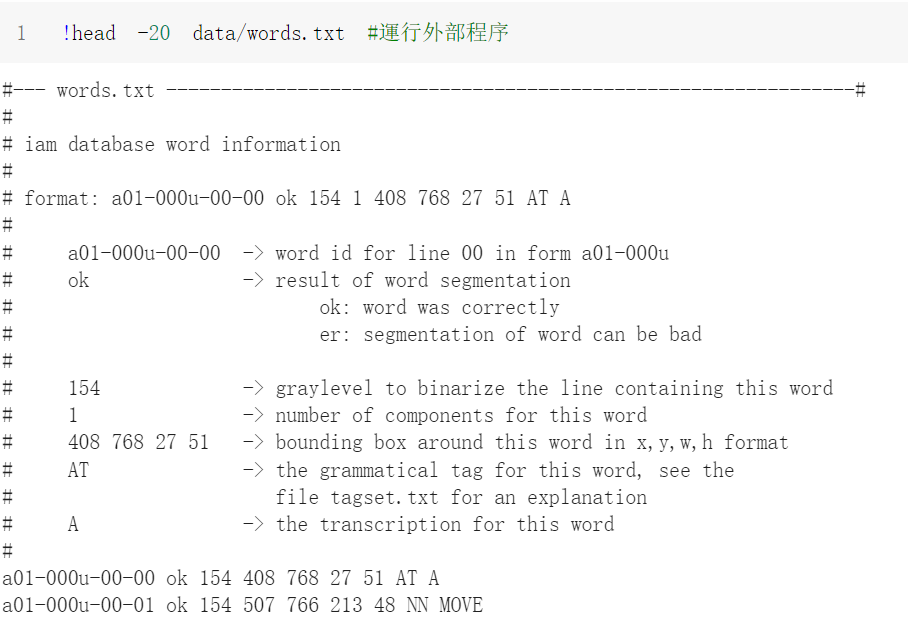 1 !head -20 data/words.txt #運行外部程序
#--- words.txt ---------------------------------------------------------------#
#
# iam database word information
#
# format: a01-000u-00-00 ok 154 1 408 768 27 51 AT A
#
# a01-000u-00-00 -> word id for line 00 in form a01-000u
# ok -> result of word segmentation
# ok: word was correctly
# er: segmentation of word can be bad
#
# 154 -> graylevel to binarize the line containing this word
# 1 -> number of components for this word
# 408 768 27 51 -> bounding box around this word in x,y,w,h format
# AT -> the grammatical tag for this word, see the
# file tagset.txt for an explanation
# A -> the transcription for this word
#
a01-000u-00-00 ok 154 408 768 27 51 AT A
a01-000u-00-01 ok 154 507 766 213 48 NN MOVE